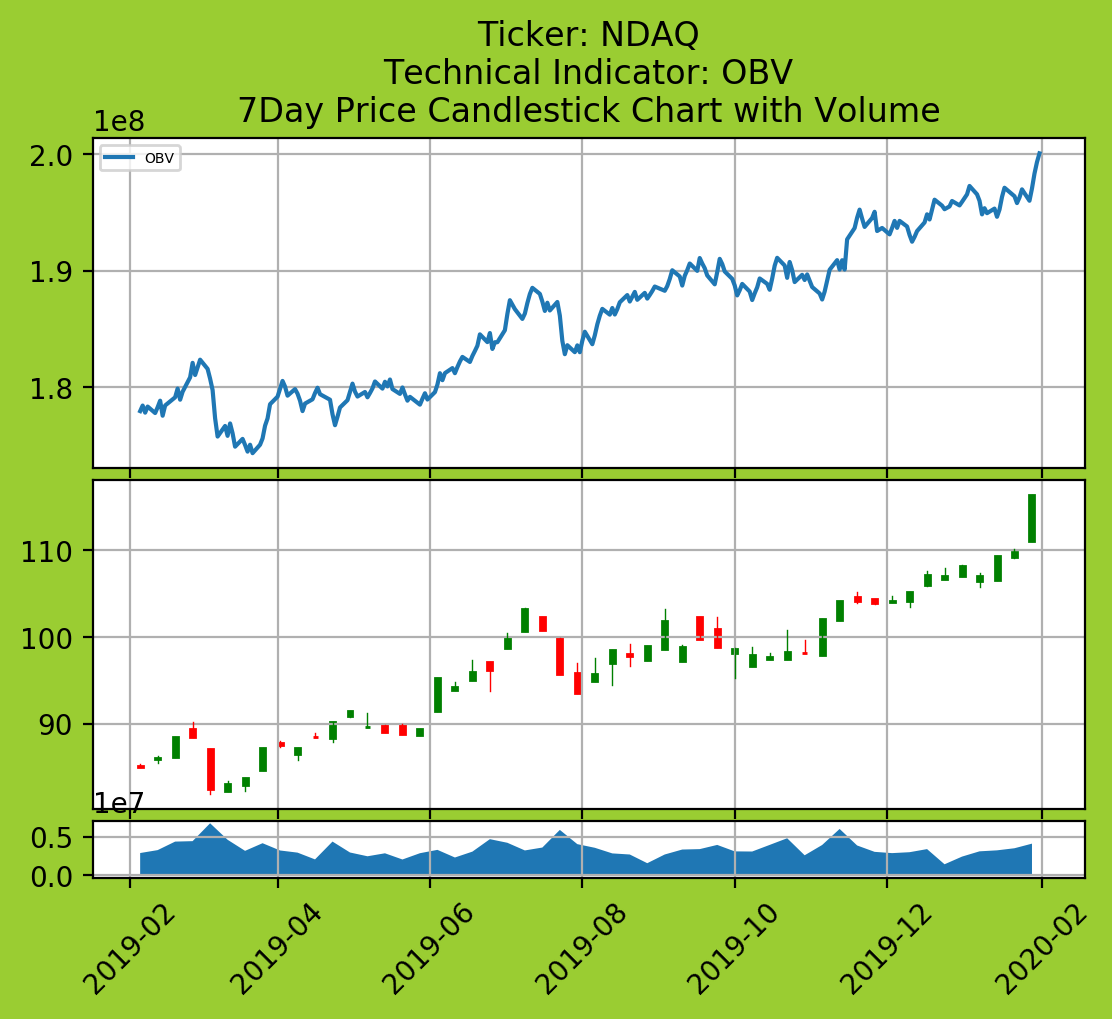 Ticker: NDAQ
Technical Indicator: OBV
7Day Price Candlestick Chart with Volume
1e8
OBV
2.0
1.9
1.8
110
100
90
1e7
0.5
0.0
2019-02
2019-04
2019-06
2019-08
2019-10
2019-12
2020-02